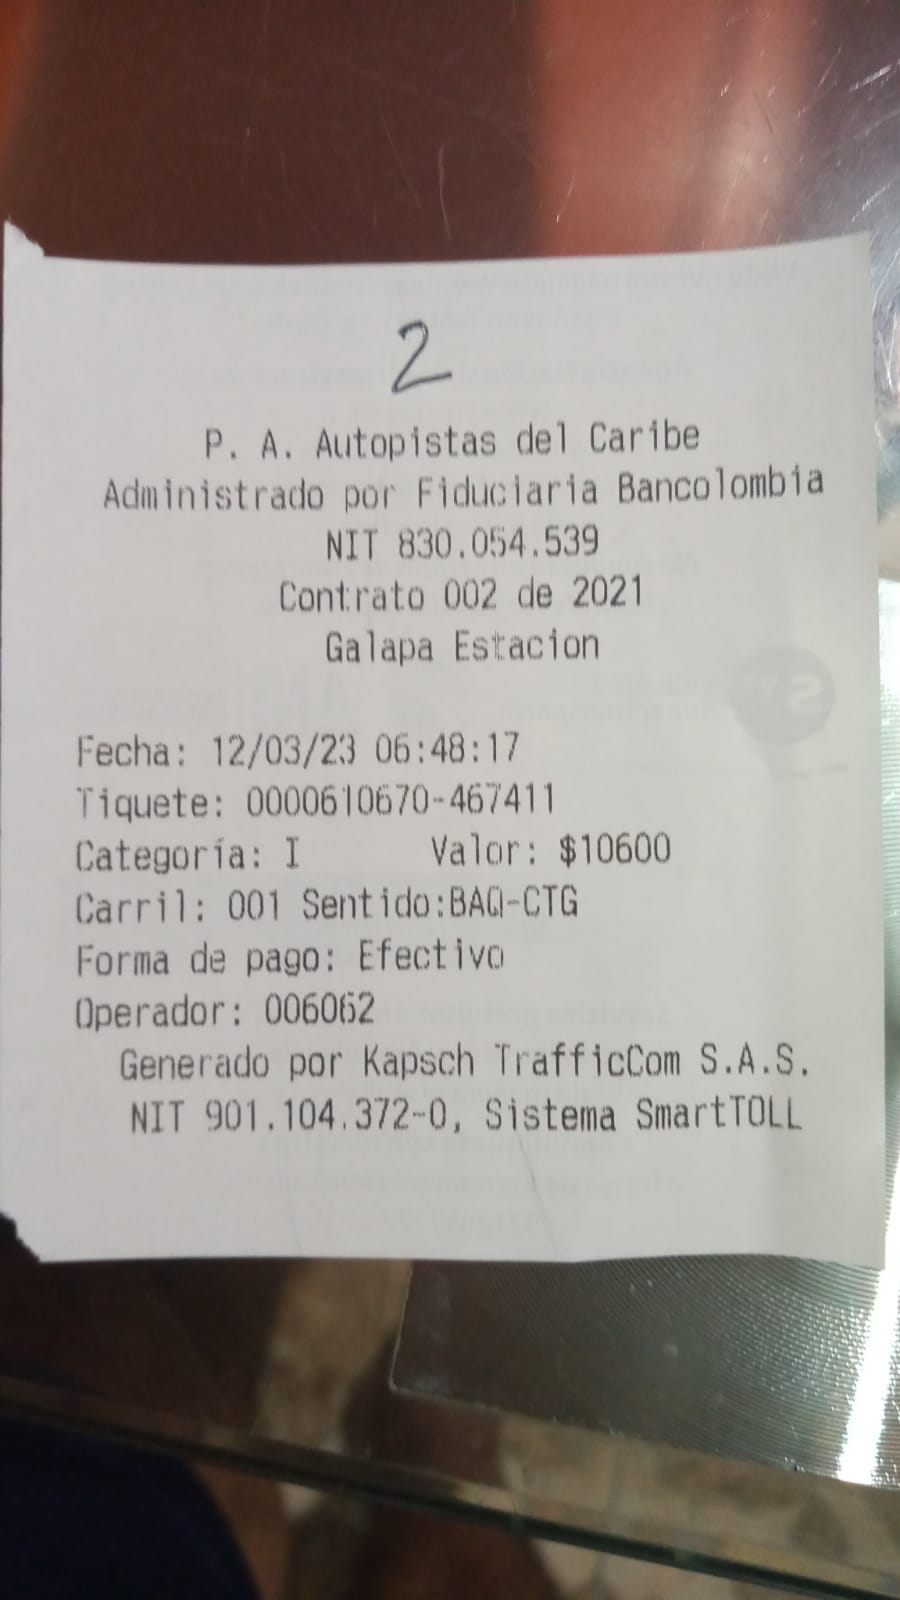 2
P. A. Autopistas del Caribe
Administrado por Fiduciaria Bancolombia
NIT 830.054.539
Contrato 002 de 2021
Galapa Estacion
Fecha: 12/03/23 06:48:17
Tiquete: 0000610670-467411
Categoría: I Valor: $10600
Carril: 001 Sentido:BAQ-CTG
Forma de pago: Efectivo
Operador: 006062
Generado por Kapsch TrafficCom S.A.S.
NIT 901.104.372-0, Sistema SmartTOLL